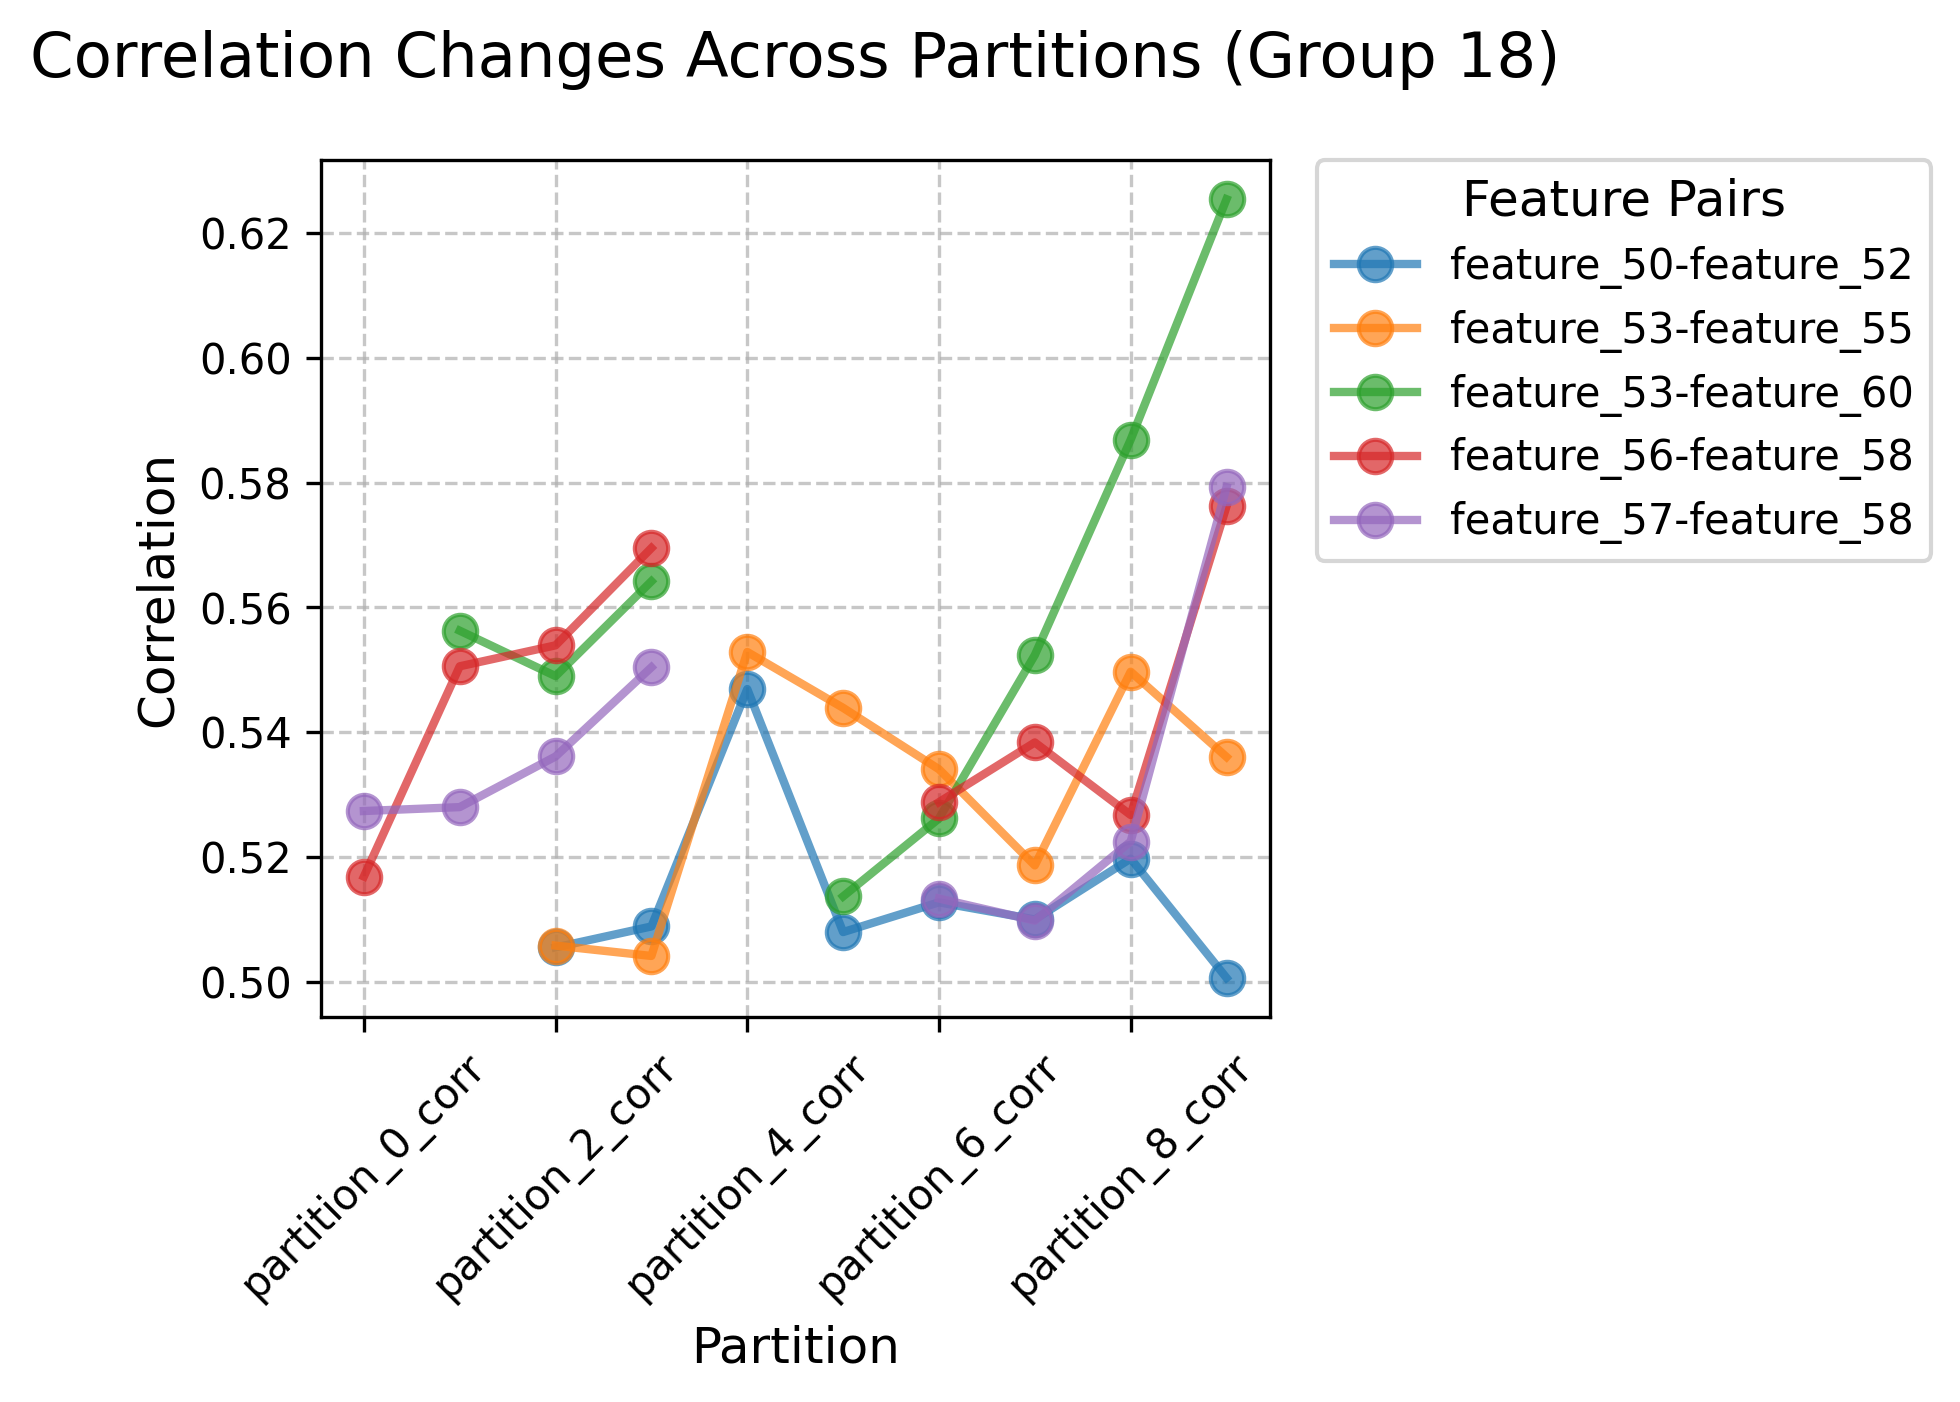 Correlation Changes Across Partitions (Group 18)
Feature Pairs
feature_50-feature_52
feature_53-feature_55
feature_53-feature_60
feature_56-feature_58
feature_57-feature_58
Correlation
0.62
0.60
0.58
0.56
0.54
0.52
0.50
partition_0_corr
partition_2_corr
partition_4_corr
partition_6_corr
partition_8_corr
Partition